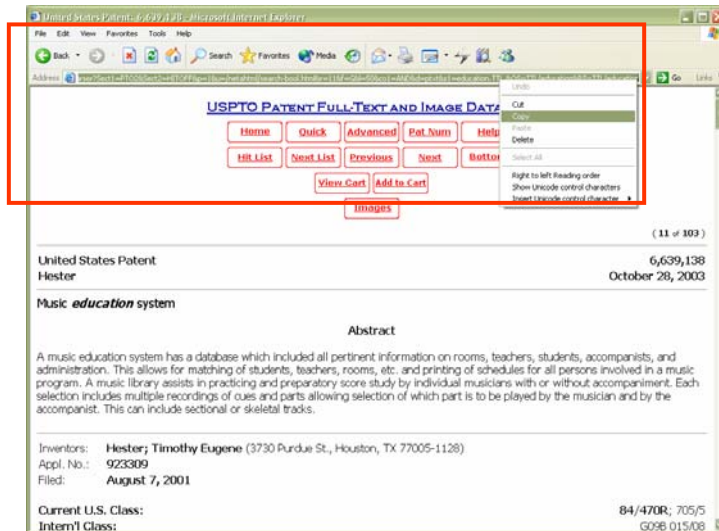 United States Patent: 6,639,138 - Microsoft Internet Explorer
File Edit View Favorites Tools Help
Back Search Favorites Media
Address Go Links
Undo
Cut
Copy
Paste
Delete
Select All
Right to left Reading order
Show Unicode control characters
Insert Unicode control character
USPTO PATENT FULL-TEXT AND IMAGE DATA
Home Quick Advanced Pat Num Help
Hit List Next List Previous Next Bottom
View Cart Add to Cart
Images
( 11 of 103 )
United States Patent 6,639,138
Hester October 28, 2003
Music education system
Abstract
A music education system has a database which included all pertinent information on rooms, teachers, students, accompanists, and
administration. This allows for matching of students, teachers, rooms, etc. and printing of schedules for all persons involved in a music
program. A music library assists in practicing and preparatory score study by individual musicians with or without accompaniment. Each
selection includes multiple recordings of cues and parts allowing selection of which part is to be played by the musician and by the
accompanist. This can include sectional or skeletal tracks.
Inventors: Hester; Timothy Eugene (3730 Purdue St., Houston, TX 77005-1128)
Appl. No.: 923309
Filed: August 7, 2001
Current U.S. Class: 84/470R; 705/5
Intern'l Class: G09B 015/08